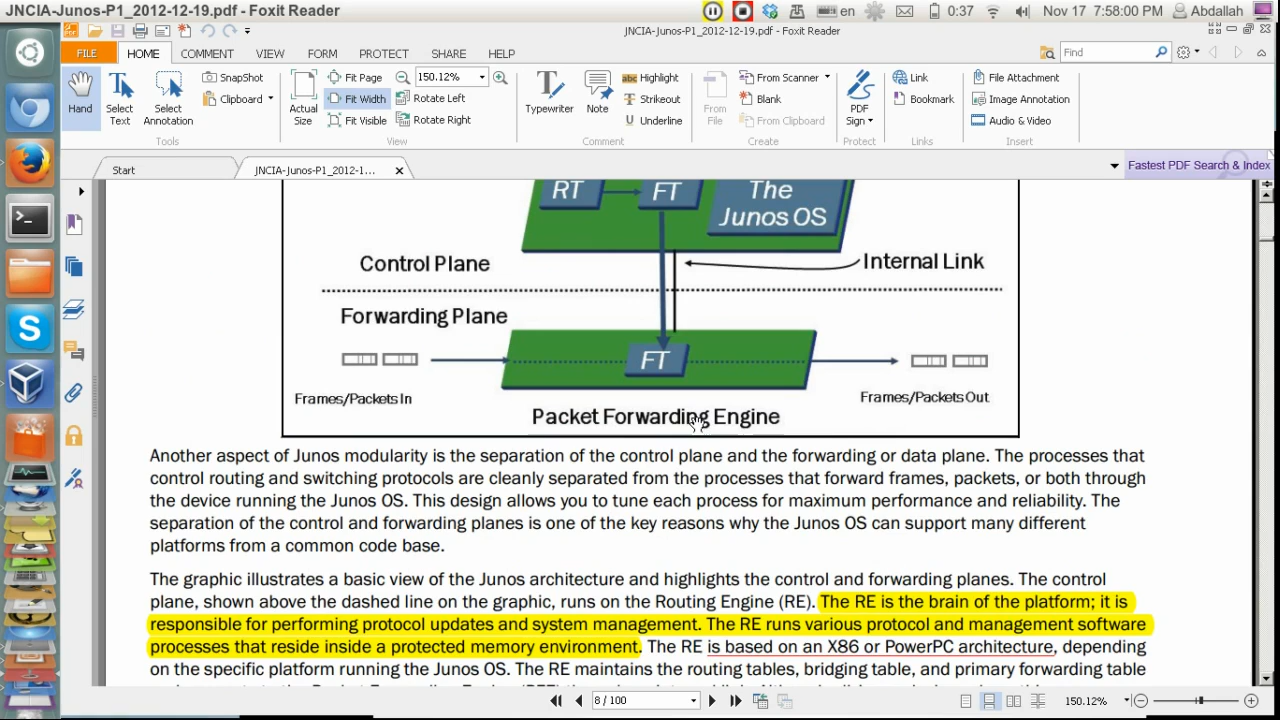 JNCIA-Junos-P1_2012-12-19.pdf - Foxit Reader
en 0:37 Nov 17 7:58:00 PM Abdallah
JNCIA-Junos-P1_2012-12-19.pdf - Foxit Reader
FILE HOME COMMENT VIEW FORM PROTECT SHARE HELP
Find
SnapShot Fit Page 150.12% Highlight From Scanner Link File Attachment
Clipboard Fit Width Rotate Left Strikeout Blank Bookmark Image Annotation
Fit Visible Rotate Right Underline From Clipboard Audio & Video
Hand Select Text Select Annotation Actual Size Typewriter Note From File PDF Sign
Tools View Comment Create Protect Links Insert
Start JNCIA-Junos-P1_2012-1...
Fastest PDF Search & Index
RT FT The
Junos OS
Control Plane Internal Link
Forwarding Plane
FT
Frames/Packets In Frames/Packets Out
Packet Forwarding Engine
Another aspect of Junos modularity is the separation of the control plane and the forwarding or data plane. The processes that
control routing and switching protocols are cleanly separated from the processes that forward frames, packets, or both through
the device running the Junos OS. This design allows you to tune each process for maximum performance and reliability. The
separation of the control and forwarding planes is one of the key reasons why the Junos OS can support many different
platforms from a common code base.
The graphic illustrates a basic view of the Junos architecture and highlights the control and forwarding planes. The control
plane, shown above the dashed line on the graphic, runs on the Routing Engine (RE). The RE is the brain of the platform; it is
responsible for performing protocol updates and system management. The RE runs various protocol and management software
processes that reside inside a protected memory environment. The RE is based on an X86 or PowerPC architecture, depending
on the specific platform running the Junos OS. The RE maintains the routing tables, bridging table, and primary forwarding table
8 / 100 150.12%